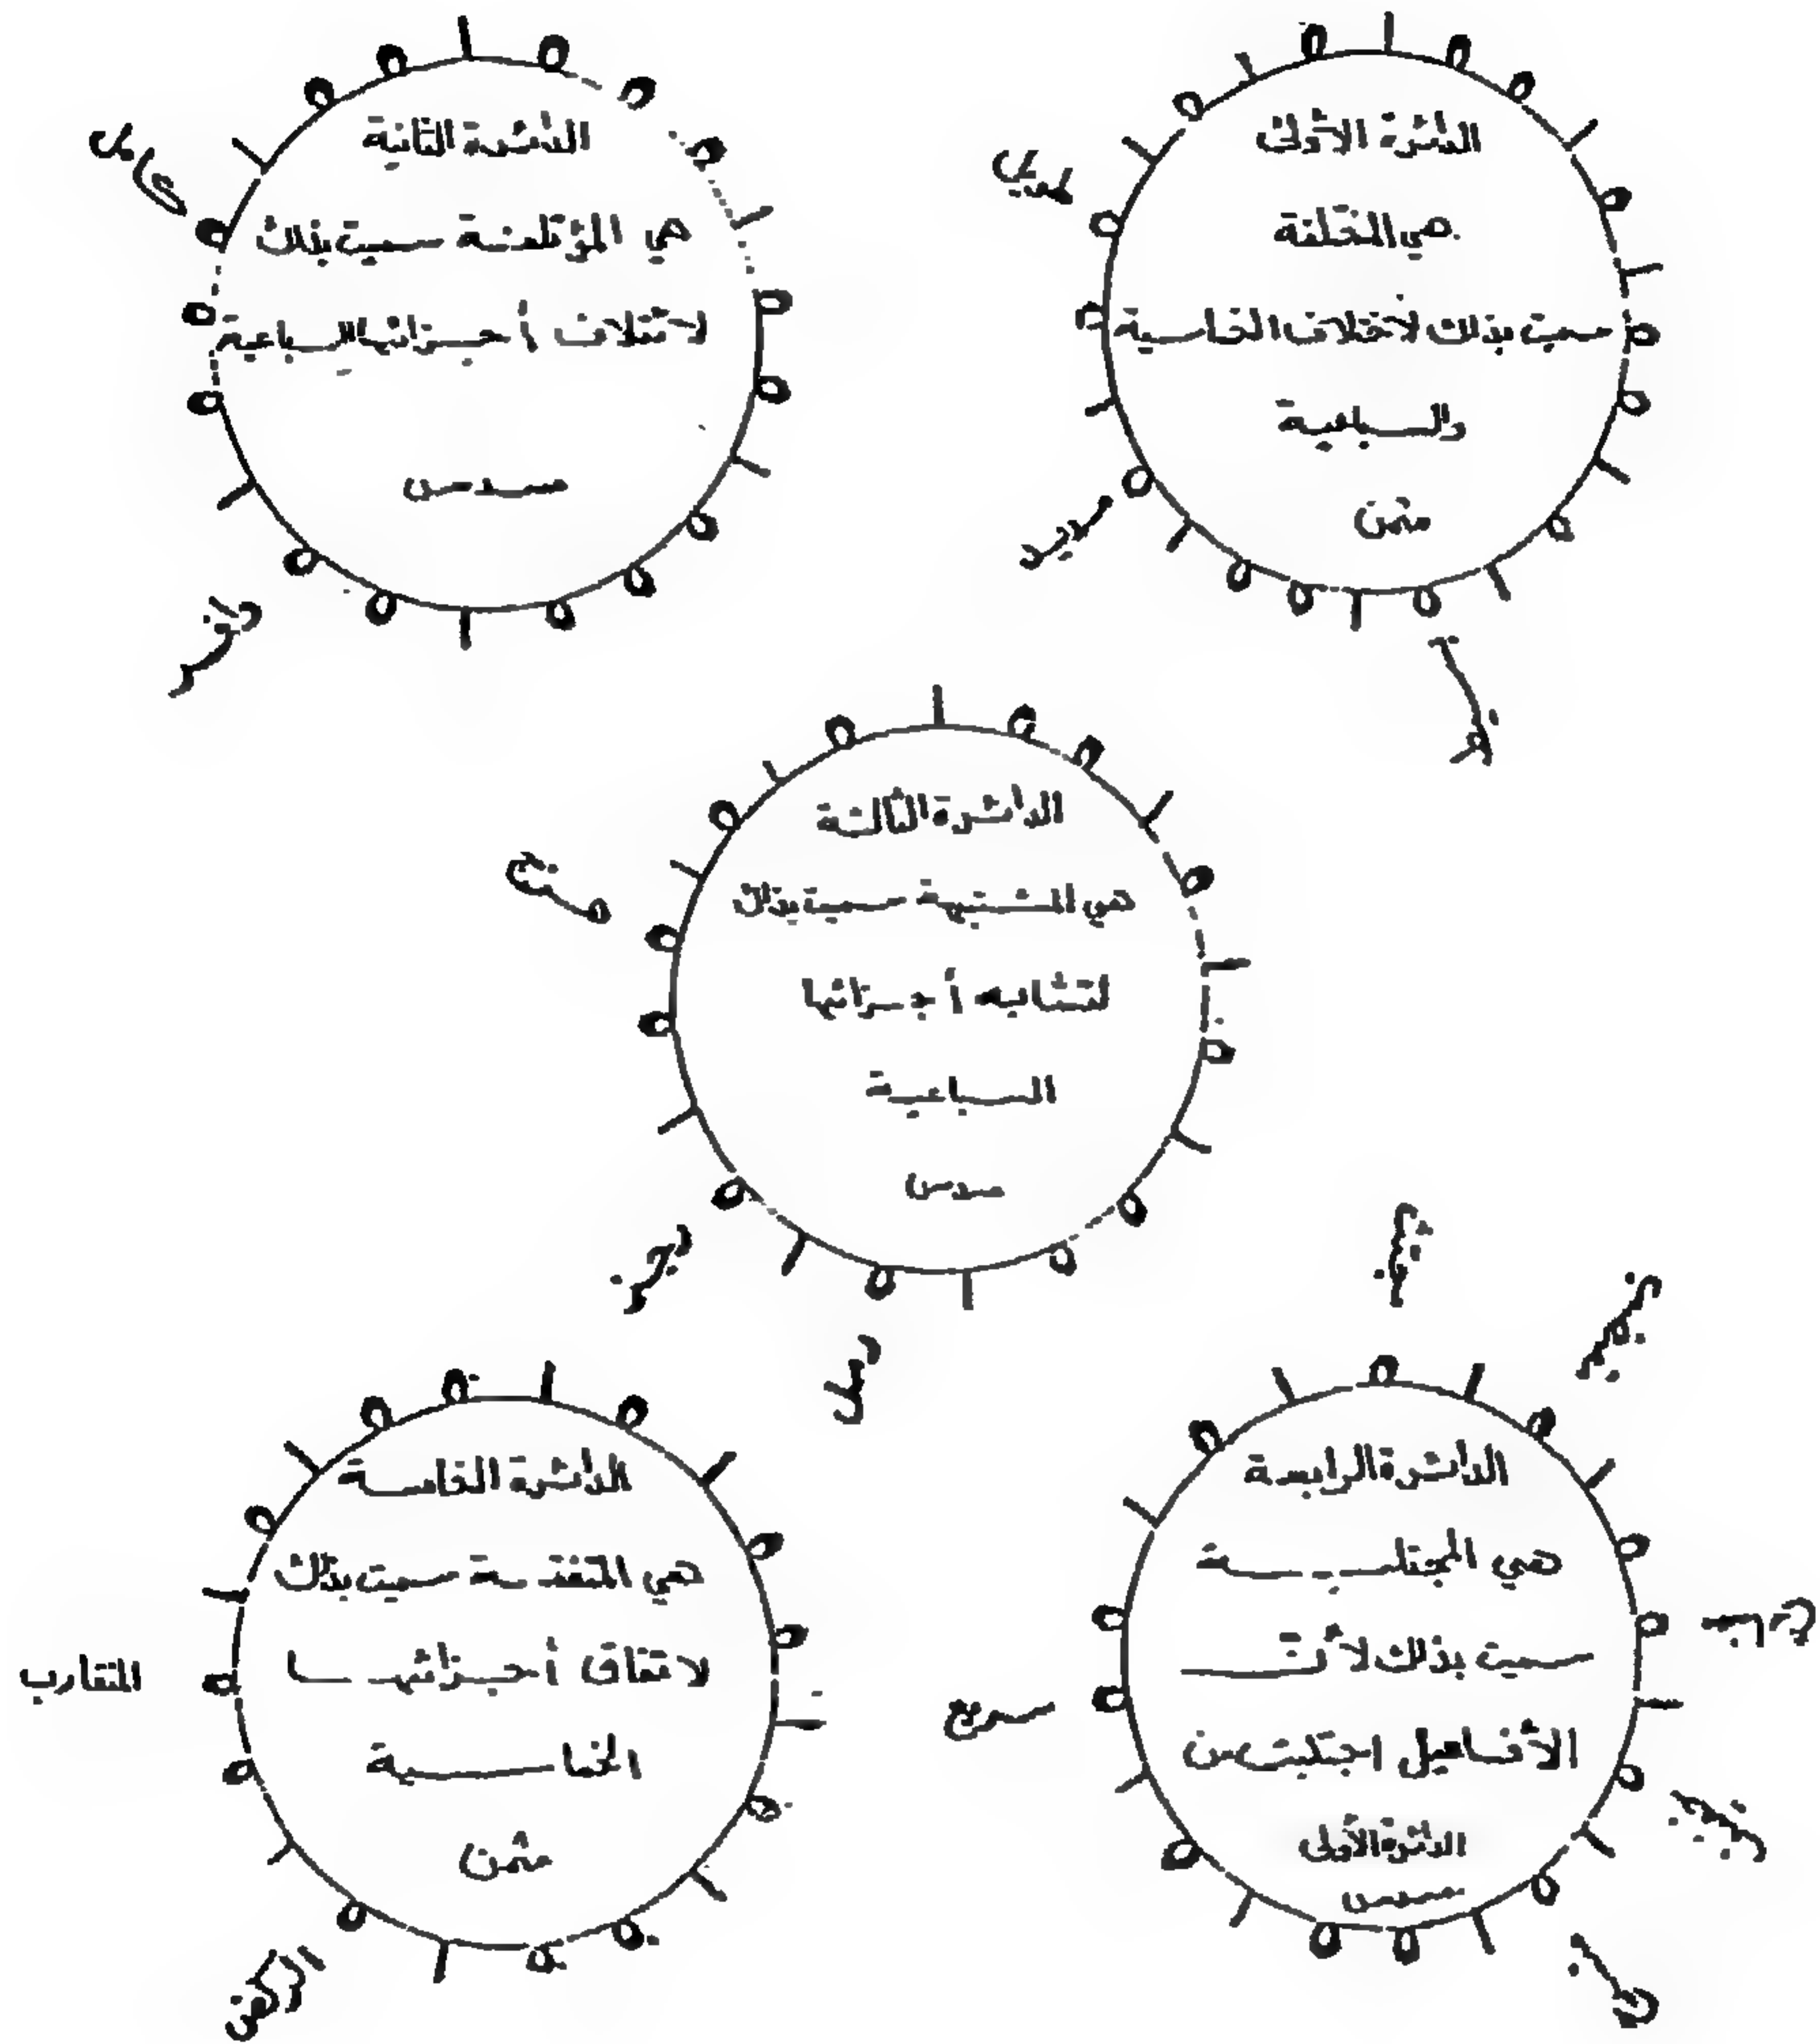 الدائرة الأولى
هي المختلفة
سميت بذلك لاختلاف الخماسية
والسباعية
مثمن
طويل
مديد
بسيط
الدائرة الثانية
هي المؤتلفة سميت بذلك
لائتلاف أجزائها السباعية
مسدس
كامل
وافر
الدائرة الثالثة
هي المشتبهة سميت بذلك
لتشابه أجزائها
السباعية
مسدس
هزج
رجز
رمل
الدائرة الرابعة
هي المجتلبة
سميت بذلك لأن
الأفاعيل اجتلبت من
الدائرة الأولى
مسدس
سريع
منسرح
خفيف
مضارع
الدائرة الخامسة
هي المتفقة سميت بذلك
لاتفاق أجزائها
الخماسية
مثمن
المتقارب